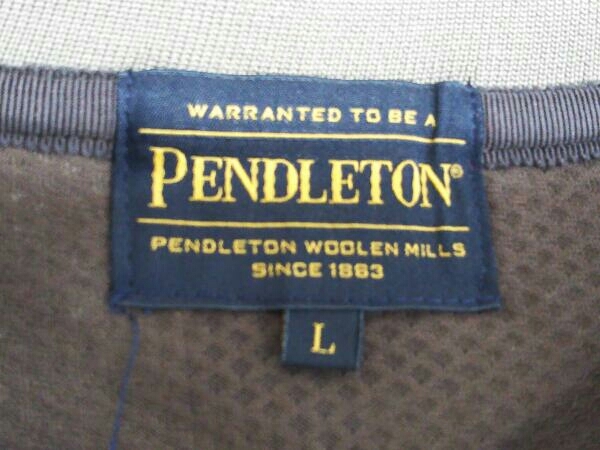 WARRANTED TO BE A
PENDLETON®
PENDLETON WOOLEN MILLS
SINCE 1863
L